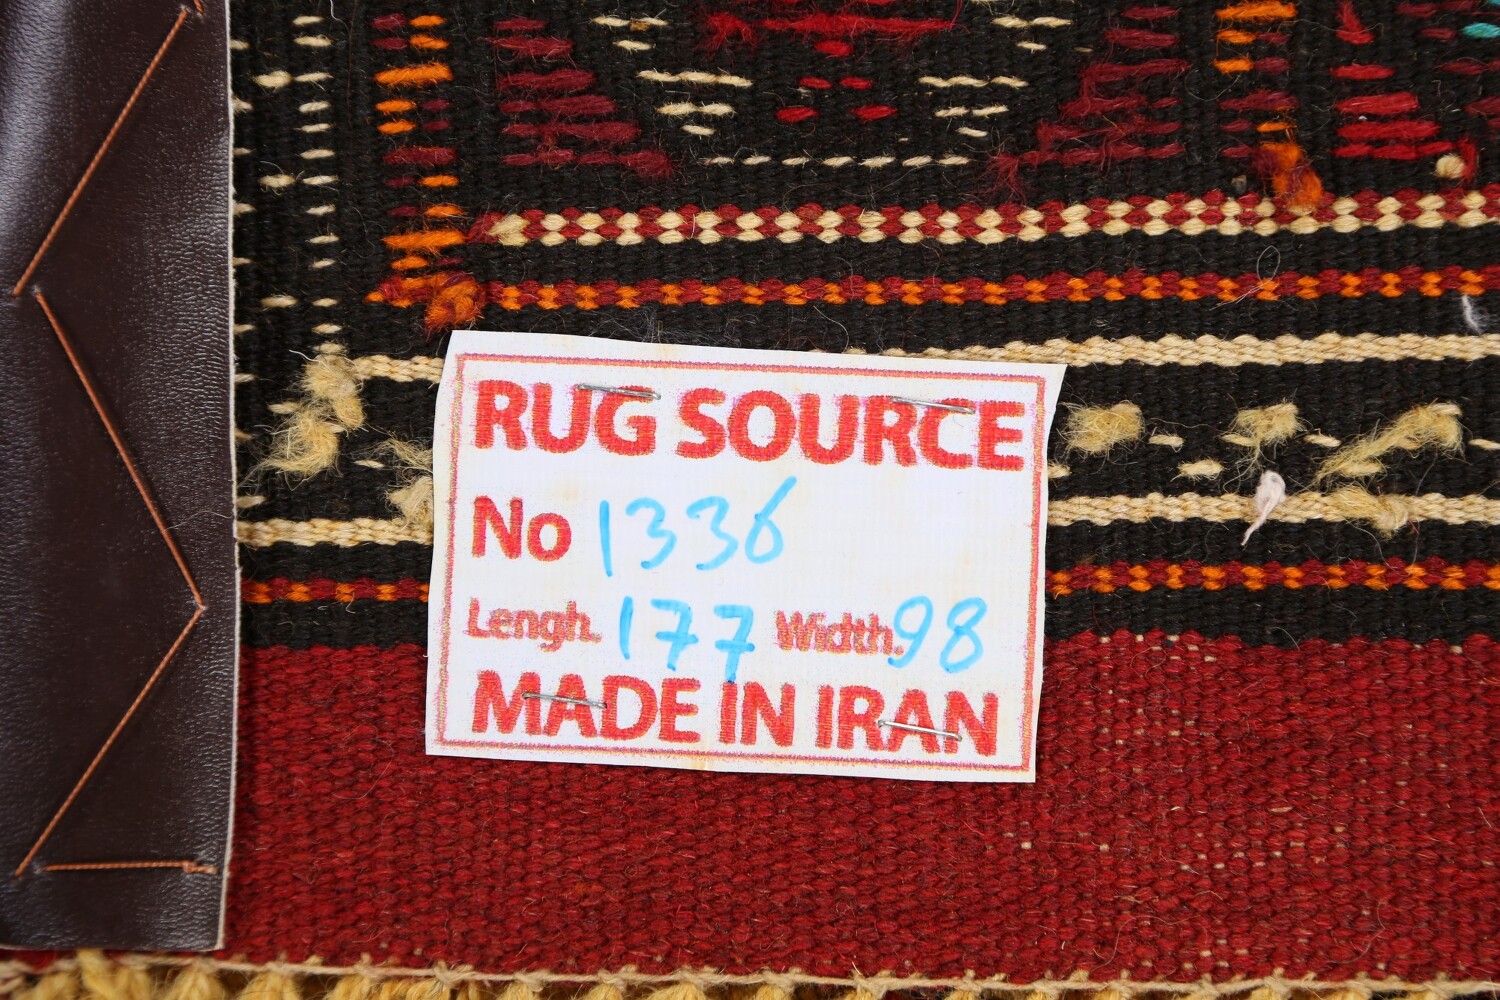 RUG SOURCE
No 1336
Lengh. 177 Width. 98
MADE IN IRAN